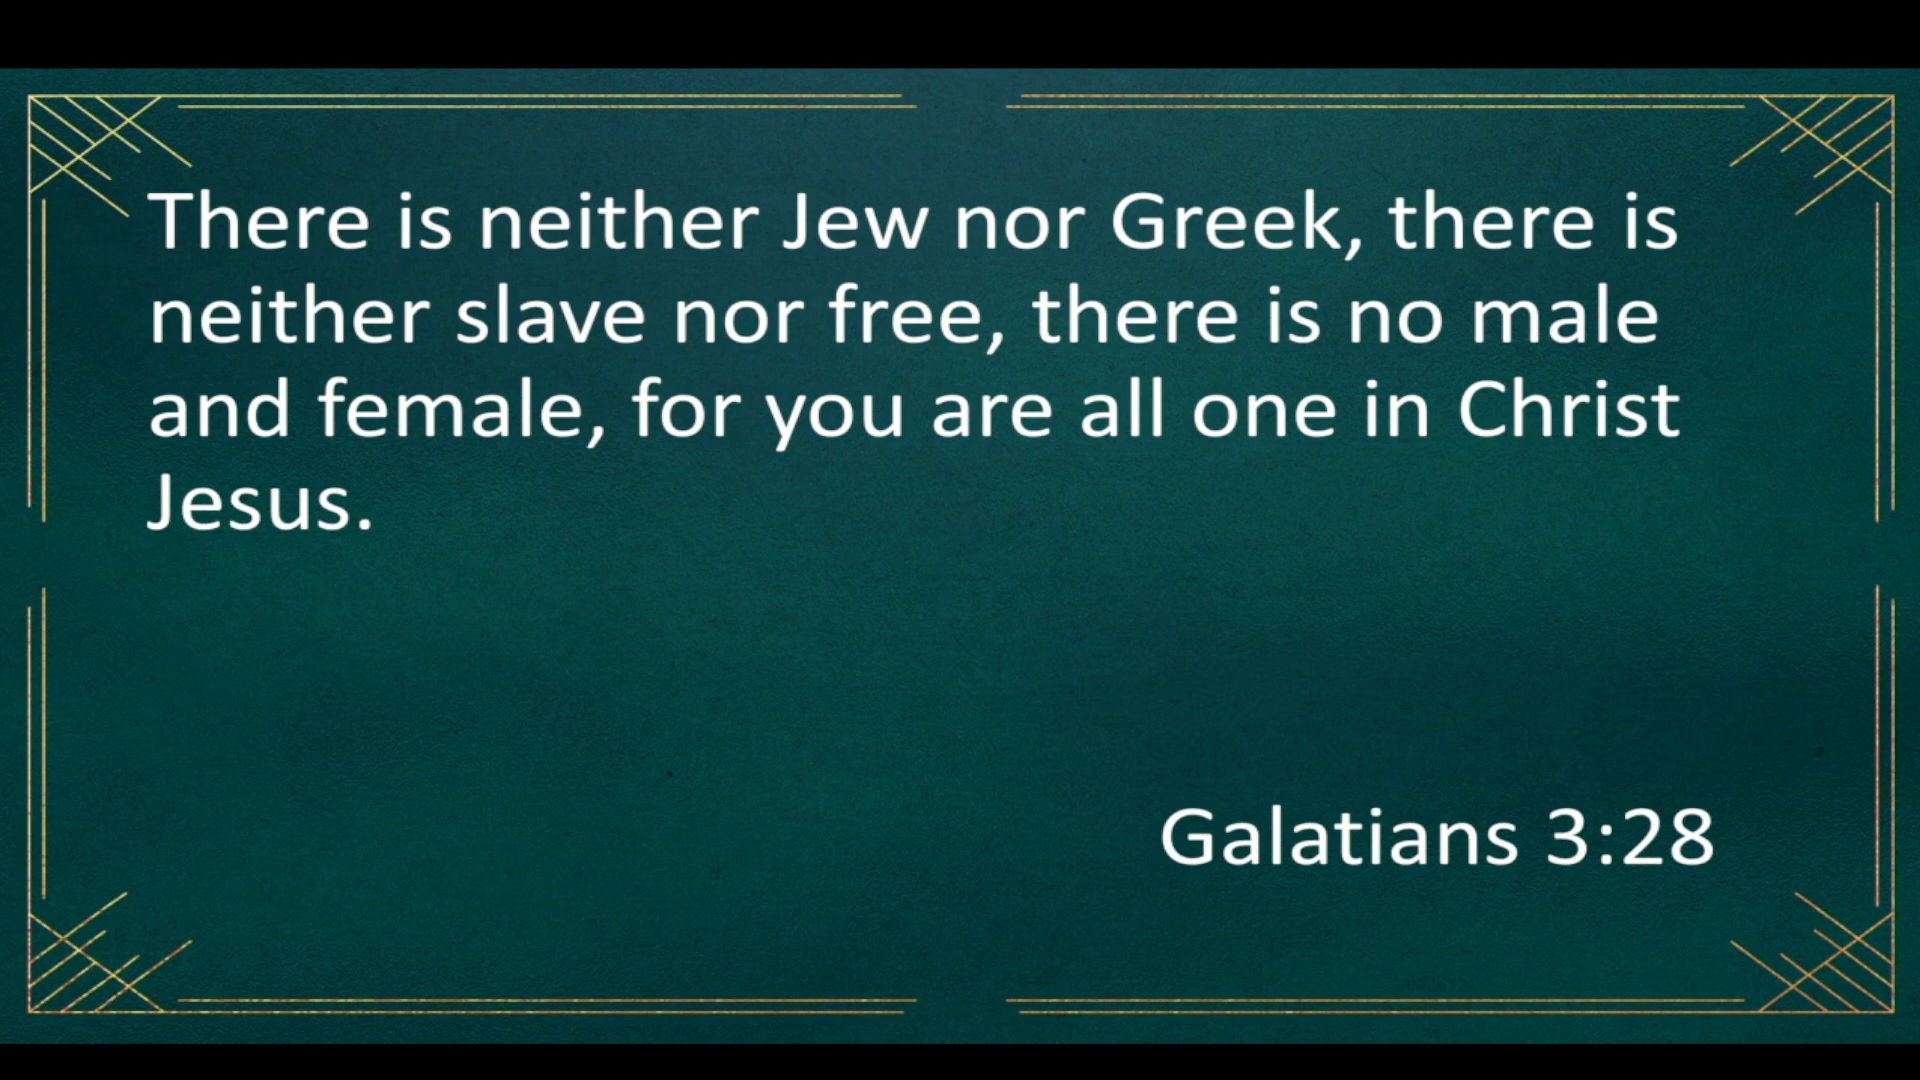 There is neither Jew nor Greek, there is
neither slave nor free, there is no male
and female, for you are all one in Christ
Jesus.
Galatians 3:28